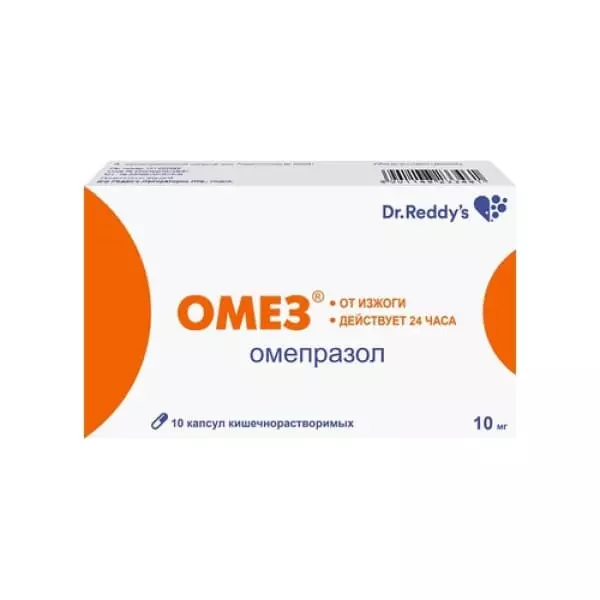 Dr.Reddy's
ОМЕЗ®
• ОТ ИЗЖОГИ
• ДЕЙСТВУЕТ 24 ЧАСА
омепразол
10 капсул кишечнорастворимых
10 мг